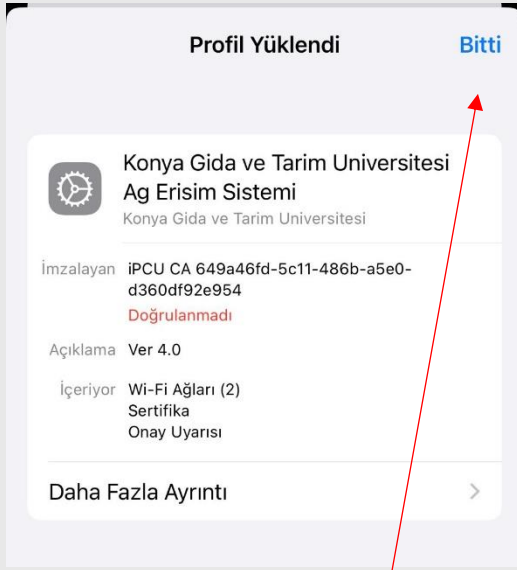 Profil Yüklendi Bitti
Konya Gida ve Tarim Universitesi
Ag Erisim Sistemi
Konya Gida ve Tarim Universitesi
İmzalayan iPCU CA 649a46fd-5c11-486b-a5e0-
d360df92e954
Doğrulanmadı
Açıklama Ver 4.0
İçeriyor Wi-Fi Ağları (2)
Sertifika
Onay Uyarısı
Daha Fazla Ayrıntı